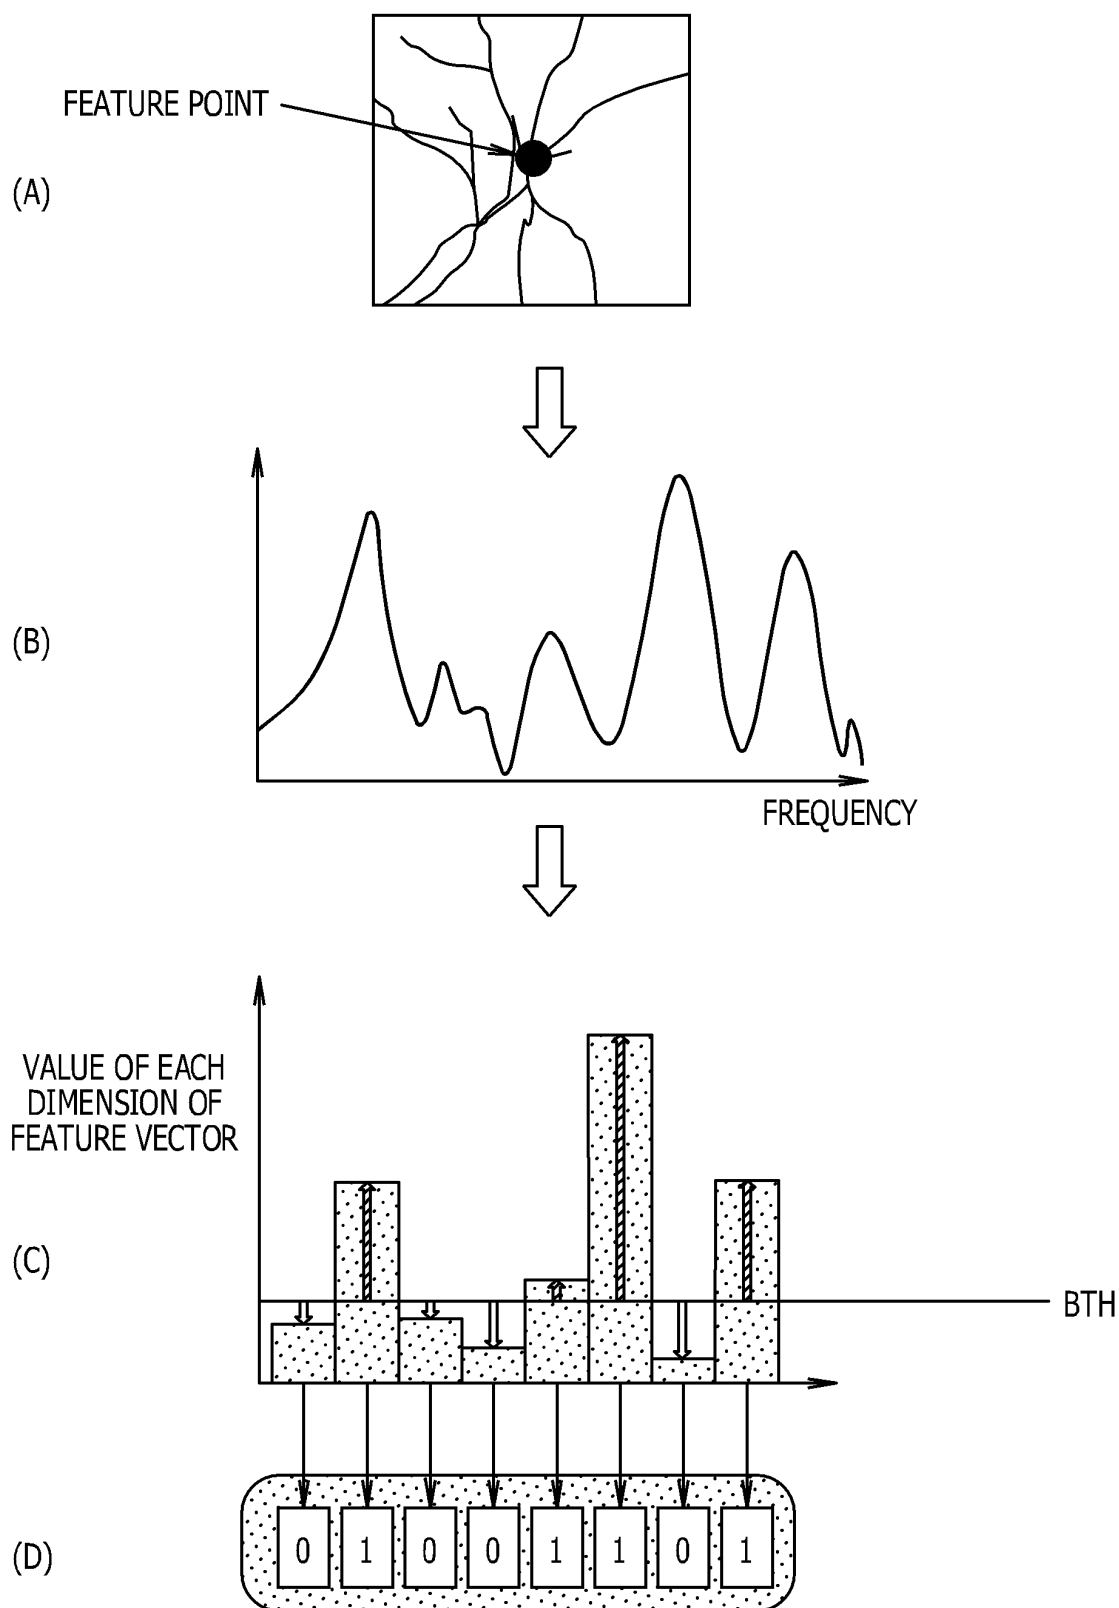 FEATURE POINT
(A)
(B)
FREQUENCY
VALUE OF EACH
DIMENSION OF
FEATURE VECTOR
(C)
BTH
(D)
0 1 0 0 1 1 0 1